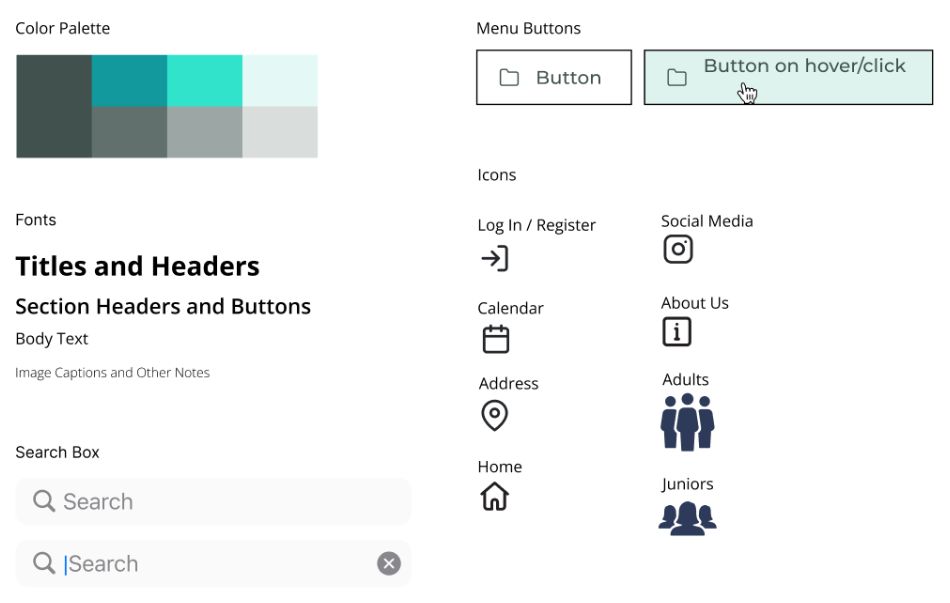 Color Palette
Fonts
Titles and Headers
Section Headers and Buttons
Body Text
Image Captions and Other Notes
Search Box
Search
Search
Menu Buttons
Button
Button on hover/click
Icons
Log In / Register
Social Media
Calendar
About Us
Address
Adults
Home
Juniors